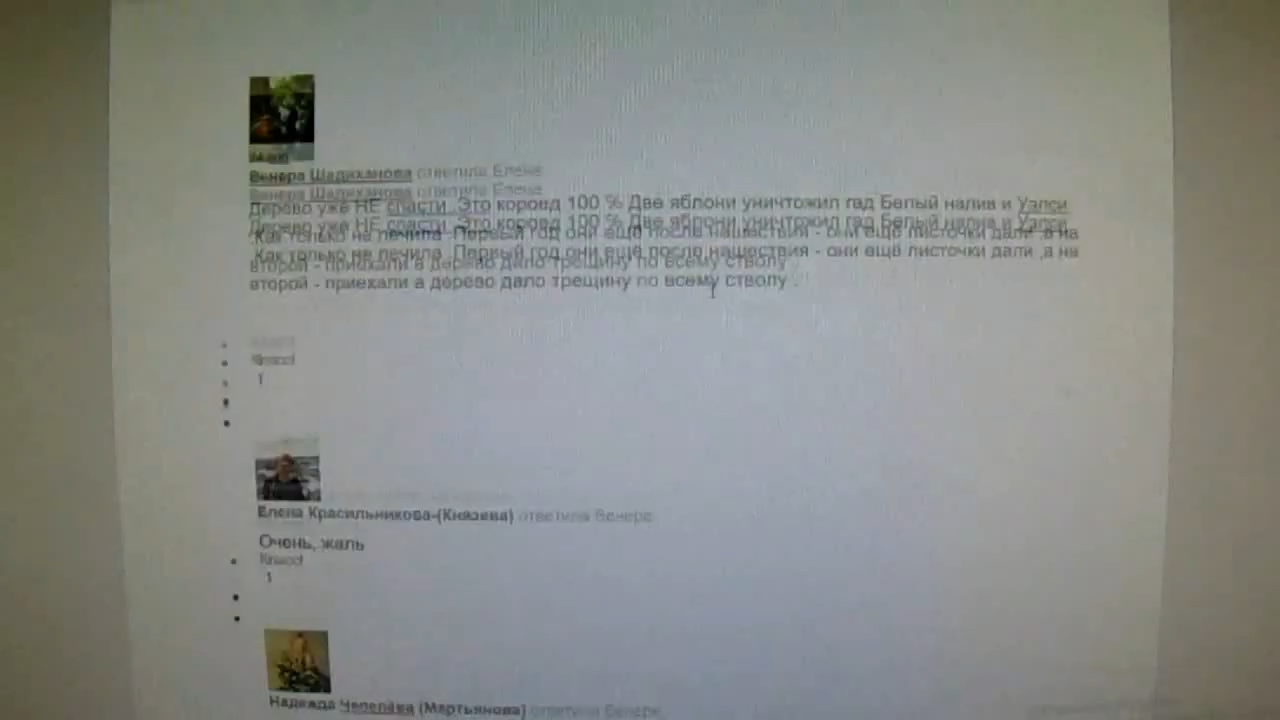 Венера Шадиханова ответила Елене
Дерево уже НЕ спасти. Это короед 100 % Две яблони уничтожил гад Белый налив и Уэлси
.Как только не лечила .Первый год они ещё после нашествия - они ещё листочки дали ,а на
второй - приехали а дерево дало трещину по всему стволу .
Класс!
1
Елена Красильникова-(Князева) ответила Венере
Очень, жаль
Класс!
1
Надежда Чепелева (Мартьянова) ответила Венере